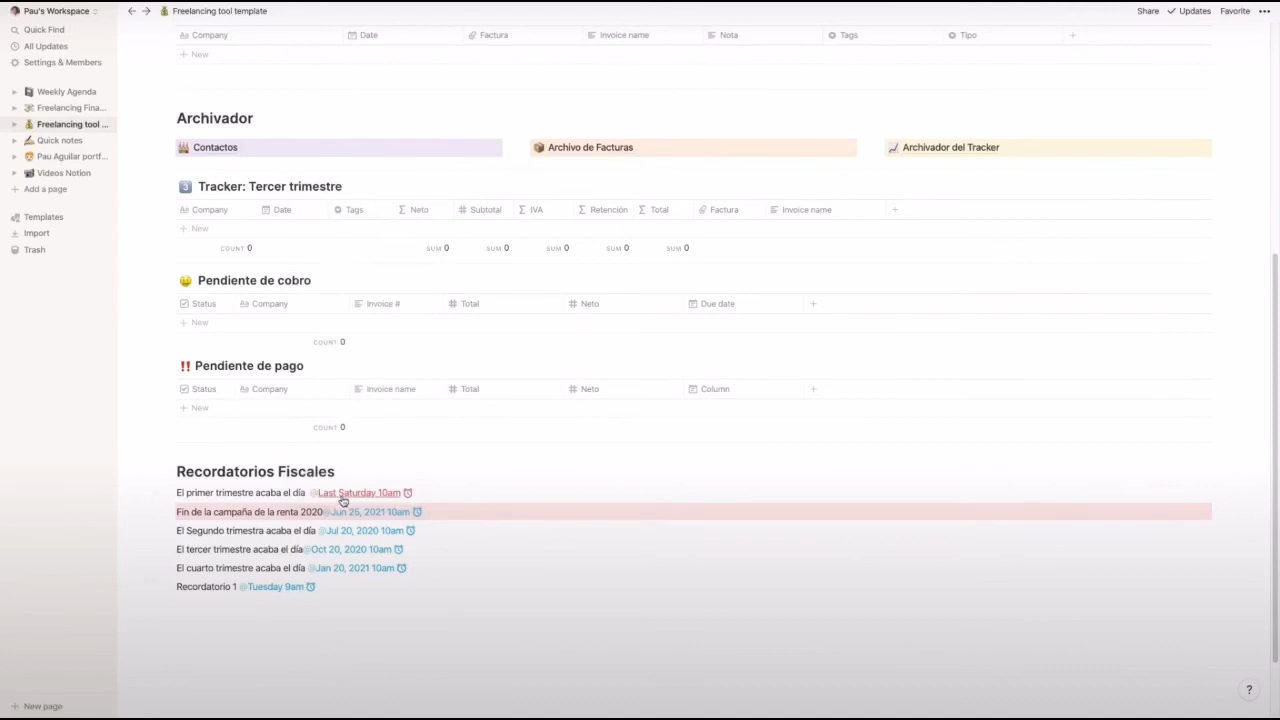 Pau's Workspace
Freelancing tool template
Share
Updates
Favorite
Quick Find
All Updates
Settings & Members
Weekly Agenda
Freelancing Fina...
Freelancing tool ...
Quick notes
Pau Aguilar portf...
Videos Notion
Add a page
Templates
Import
Trash
New page
Company Date Factura Invoice name Nota Tags Tipo
New
Archivador
Contactos
Archivo de Facturas
Archivador del Tracker
3 Tracker: Tercer trimestre
Company Date Tags Neto Subtotal IVA Retención Total Factura Invoice name
New
COUNT 0 SUM 0 SUM 0 SUM 0 SUM 0 SUM 0
Pendiente de cobro
Status Company Invoice # Total Neto Due date
New
COUNT 0
Pendiente de pago
Status Company Invoice name Total Neto Column
New
COUNT 0
Recordatorios Fiscales
El primer trimestre acaba el día @Last Saturday 10am
Fin de la campaña de la renta 2020@Jun 25, 2021 10am
El Segundo trimestra acaba el día @Jul 20, 2020 10am
El tercer trimestre acaba el día@Oct 20, 2020 10am
El cuarto trimestre acaba el día @Jan 20, 2021 10am
Recordatorio 1 @Tuesday 9am
?